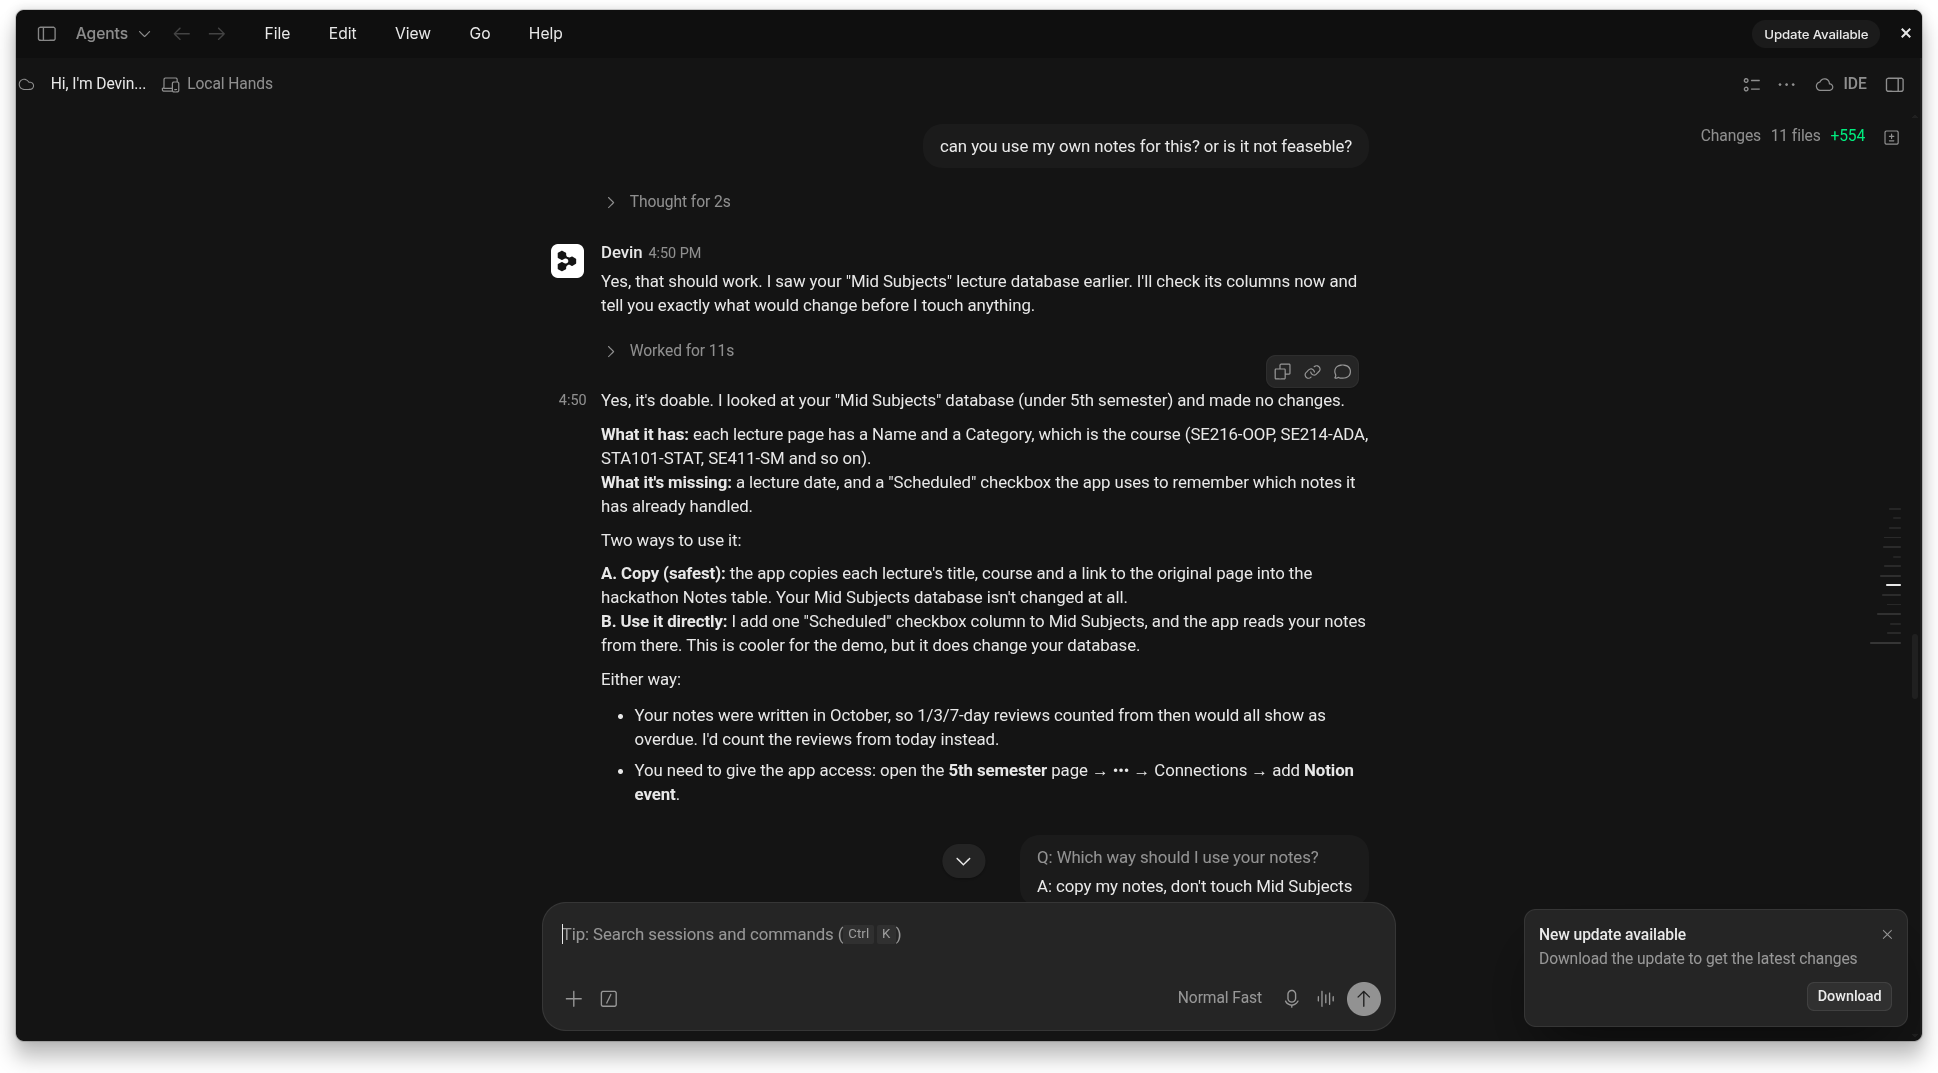 Agents
File Edit View Go Help
Update Available
Hi, I'm Devin... Local Hands
IDE
Changes 11 files +554
can you use my own notes for this? or is it not feaseble?
Thought for 2s
Devin 4:50 PM
Yes, that should work. I saw your "Mid Subjects" lecture database earlier. I'll check its columns now and
tell you exactly what would change before I touch anything.
Worked for 11s
4:50 Yes, it's doable. I looked at your "Mid Subjects" database (under 5th semester) and made no changes.
What it has: each lecture page has a Name and a Category, which is the course (SE216-OOP, SE214-ADA,
STA101-STAT, SE411-SM and so on).
What it's missing: a lecture date, and a "Scheduled" checkbox the app uses to remember which notes it
has already handled.
Two ways to use it:
A. Copy (safest): the app copies each lecture's title, course and a link to the original page into the
hackathon Notes table. Your Mid Subjects database isn't changed at all.
B. Use it directly: I add one "Scheduled" checkbox column to Mid Subjects, and the app reads your notes
from there. This is cooler for the demo, but it does change your database.
Either way:
• Your notes were written in October, so 1/3/7-day reviews counted from then would all show as
overdue. I'd count the reviews from today instead.
• You need to give the app access: open the 5th semester page → ••• → Connections → add Notion
event.
Q: Which way should I use your notes?
A: copy my notes, don't touch Mid Subjects
Tip: Search sessions and commands ( Ctrl K )
Normal Fast
New update available
Download the update to get the latest changes
Download